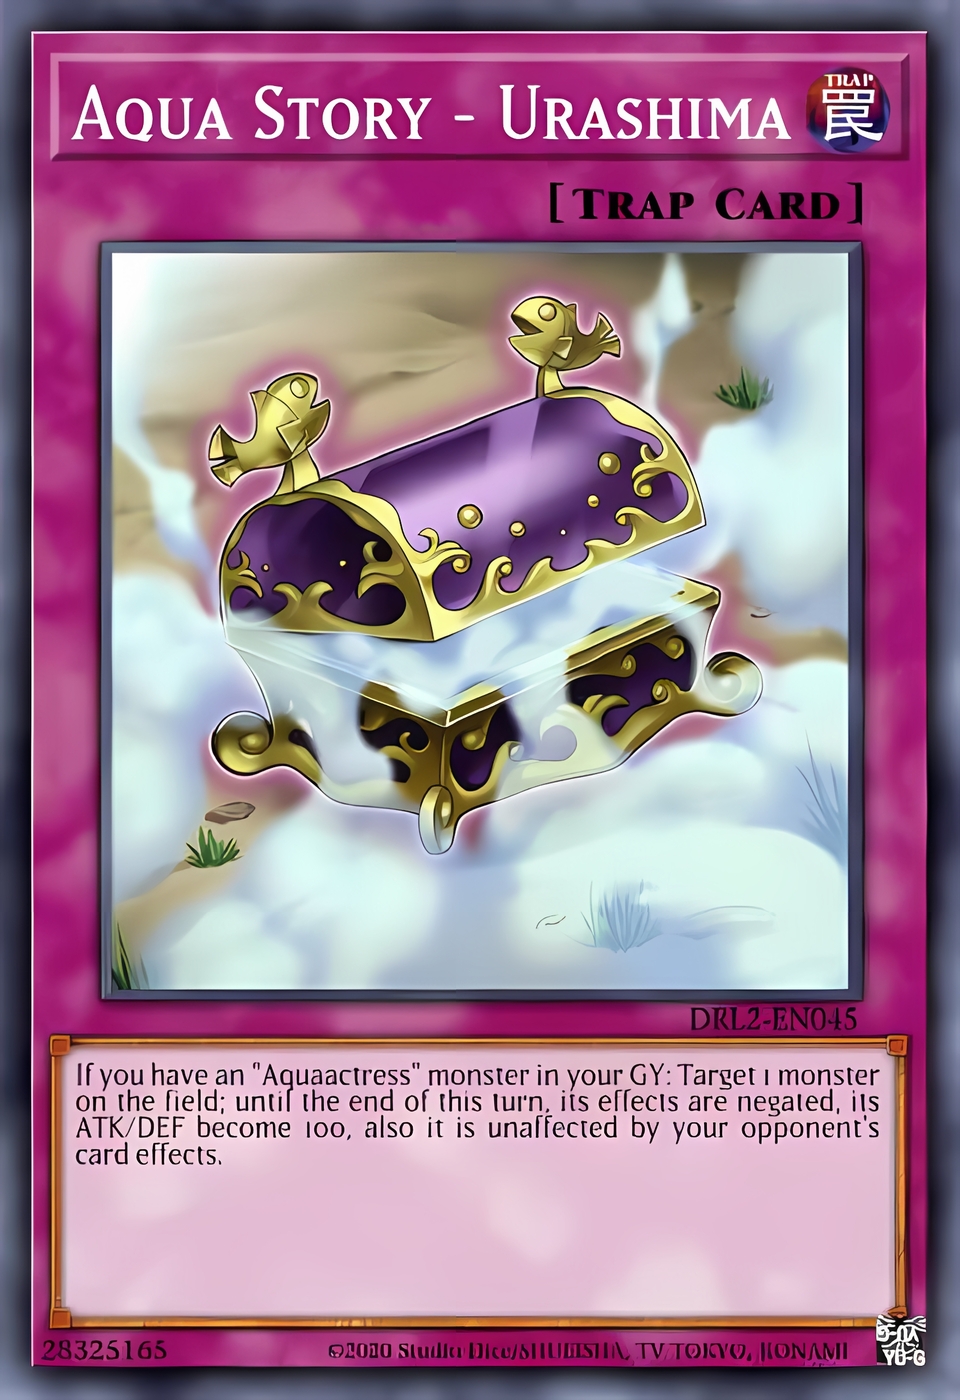 AQUA STORY - URASHIMA
TRAP
罠
[TRAP CARD]
DRL2-EN045
If you have an "Aquaactress" monster in your GY: Target 1 monster
on the field; until the end of this turn, its effects are negated, its
ATK/DEF become 100, also it is unaffected by your opponent's
card effects.
28325165
©2020 Studio Dice/SHUEISHA, TV TOKYO, KONAMI